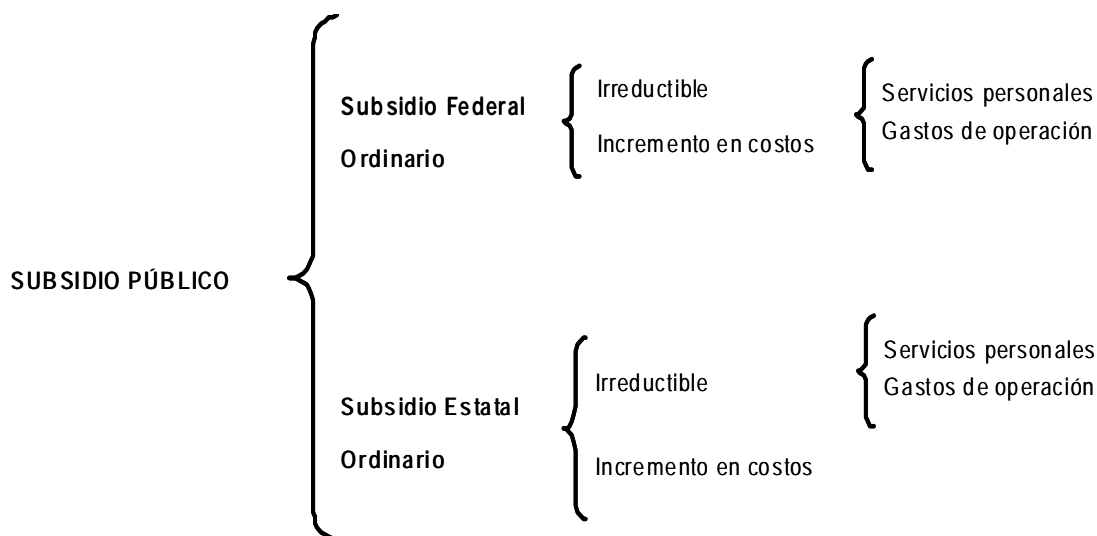 SUBSIDIO PÚBLICO
Subsidio Federal
Ordinario
Irreductible
Incremento en costos
Servicios personales
Gastos de operación
Subsidio Estatal
Ordinario
Irreductible
Incremento en costos
Servicios personales
Gastos de operación